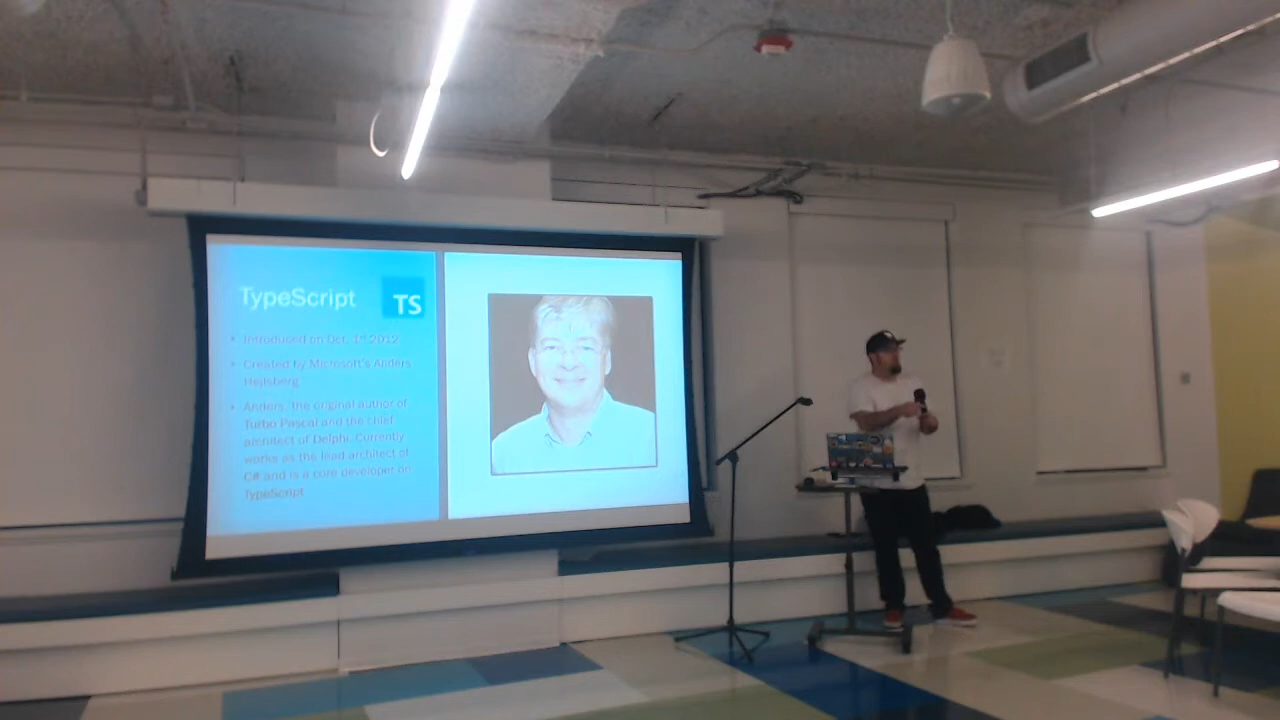 TypeScript
TS
Introduced on Oct. 1st 2012
Created by Microsoft's Anders
Hejlsberg
Anders, the original author of
Turbo Pascal and the chief
architect of Delphi. Currently
works as the lead architect of
C# and is a core developer on
TypeScript